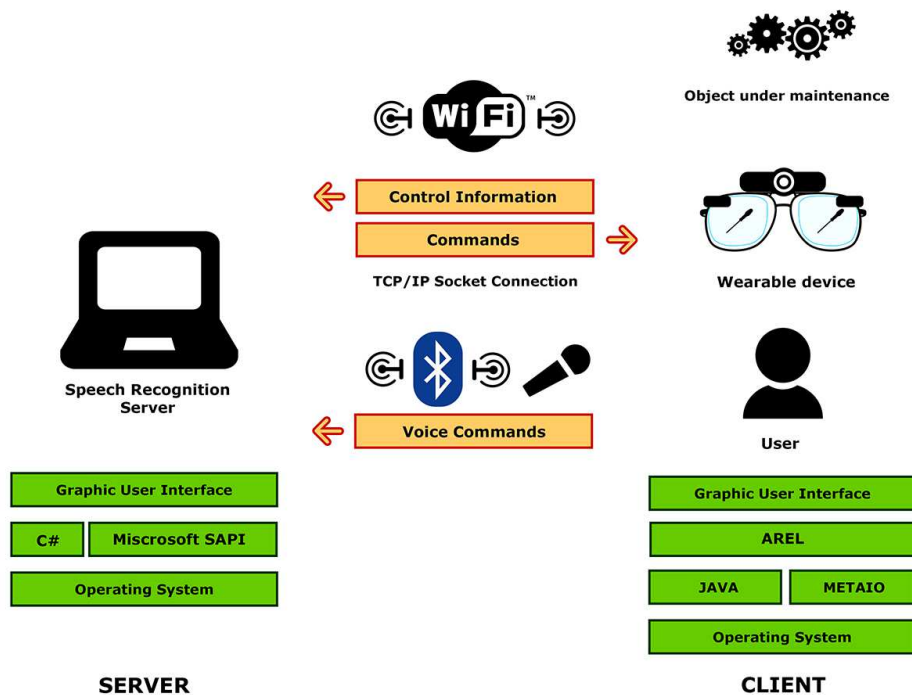 Object under maintenance
Wi Fi ™
Control Information
Commands
TCP/IP Socket Connection
Wearable device
Speech Recognition
Server
Voice Commands
User
Graphic User Interface
C#
Miscrosoft SAPI
Operating System
Graphic User Interface
AREL
JAVA
METAIO
Operating System
SERVER
CLIENT